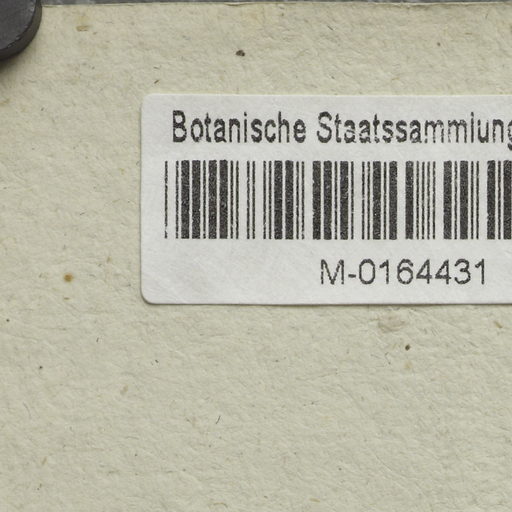 Botanische Staatssammlung
M-0164431